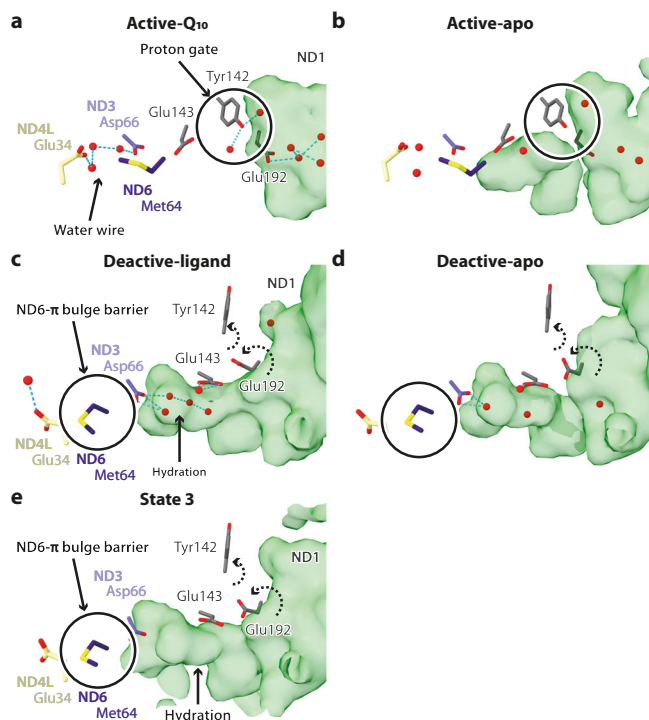 a Active-Q10
Proton gate
Tyr142
ND1
ND3
Asp66
Glu143
ND4L
Glu34
Glu192
ND6
Met64
Water wire
b Active-apo
c Deactive-ligand
ND1
ND6-π bulge barrier
Tyr142
ND3
Asp66
Glu143
Glu192
ND4L
Glu34
ND6
Met64
Hydration
d Deactive-apo
e State 3
ND6-π bulge barrier
Tyr142
ND1
ND3
Asp66
Glu143
Glu192
ND4L
Glu34
ND6
Met64
Hydration